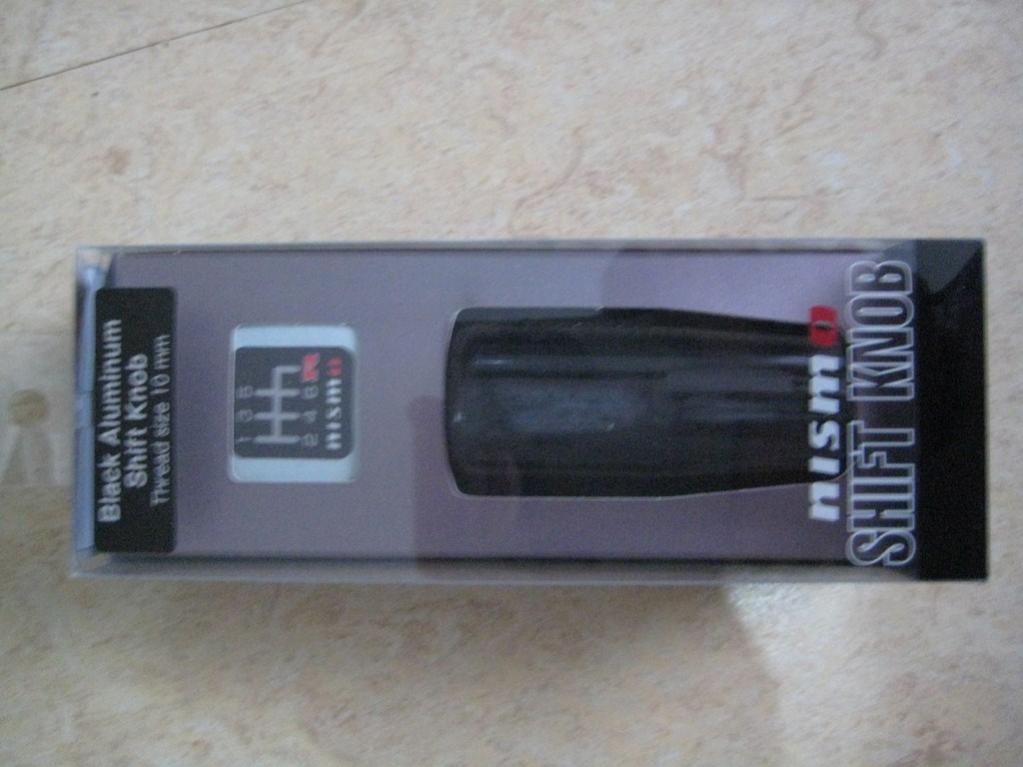 Black Aluminum
Shift Knob
Thread size 10 mm
1 3 5
2 4 6 R
nismo
nismo
SHIFT KNOB